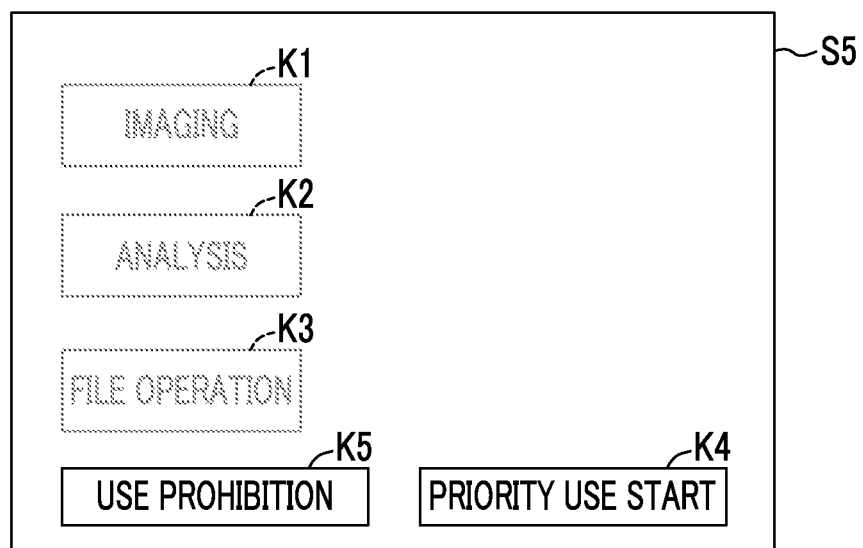 S5
K1
IMAGING
K2
ANALYSIS
K3
FILE OPERATION
K5
USE PROHIBITION
K4
PRIORITY USE START